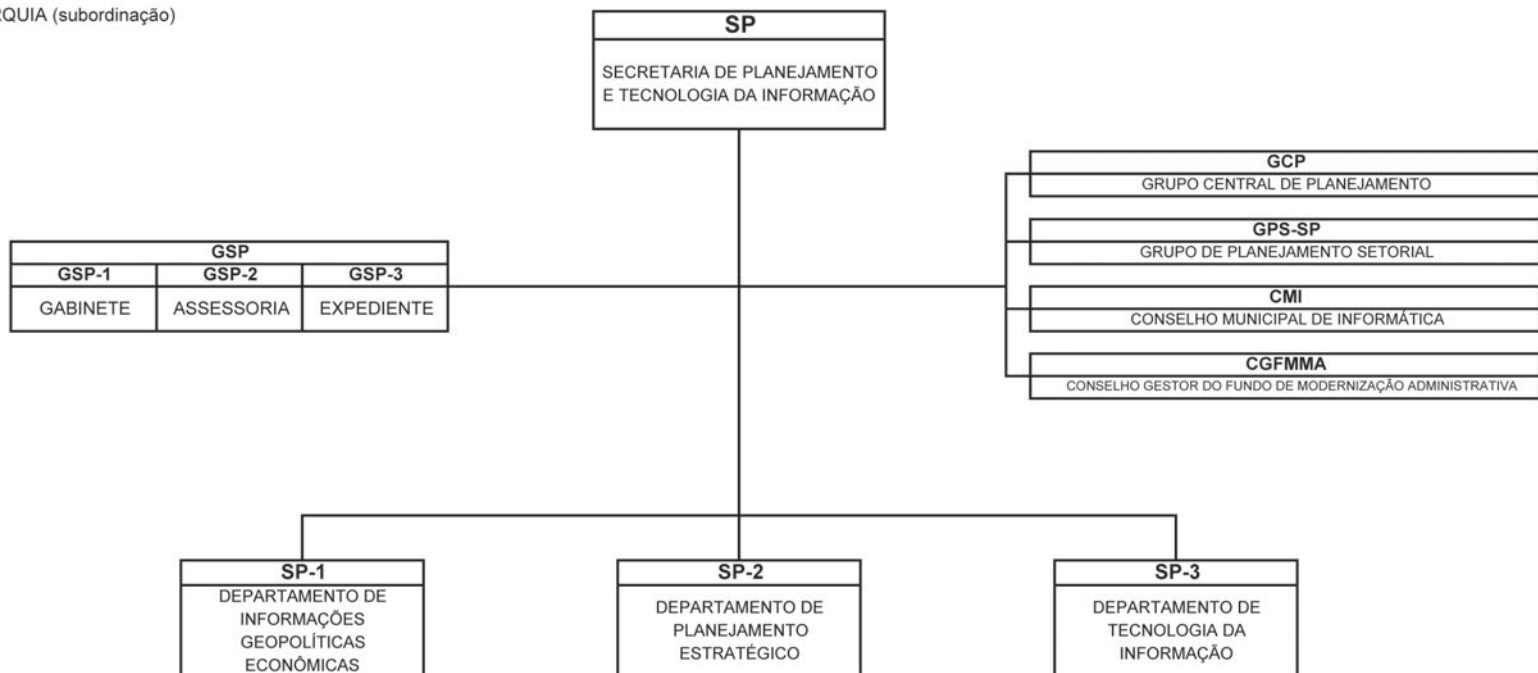 RQUIA (subordinação)
SP
SECRETARIA DE PLANEJAMENTO
E TECNOLOGIA DA INFORMAÇÃO
GCP
GRUPO CENTRAL DE PLANEJAMENTO
GPS-SP
GRUPO DE PLANEJAMENTO SETORIAL
CMI
CONSELHO MUNICIPAL DE INFORMÁTICA
CGFMMA
CONSELHO GESTOR DO FUNDO DE MODERNIZAÇÃO ADMINISTRATIVA
GSP
GSP-1 GSP-2 GSP-3
GABINETE ASSESSORIA EXPEDIENTE
SP-1
DEPARTAMENTO DE
INFORMAÇÕES
GEOPOLÍTICAS
ECONÔMICAS
SP-2
DEPARTAMENTO DE
PLANEJAMENTO
ESTRATÉGICO
SP-3
DEPARTAMENTO DE
TECNOLOGIA DA
INFORMAÇÃO